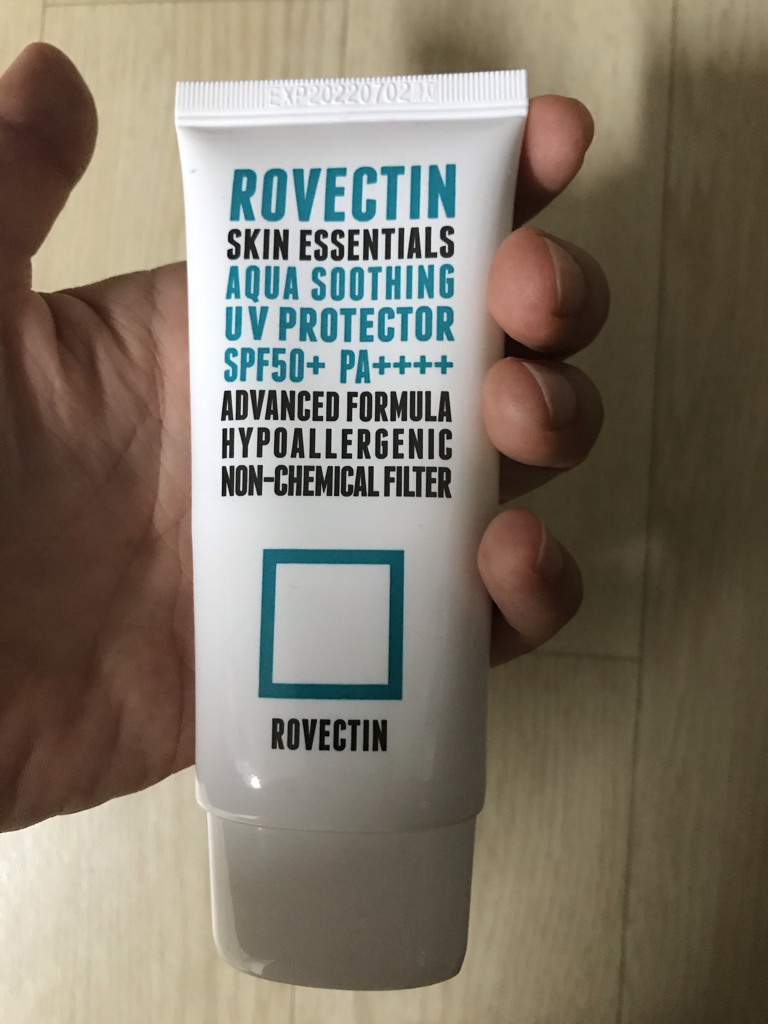 EXP20220702
ROVECTIN
SKIN ESSENTIALS
AQUA SOOTHING
UV PROTECTOR
SPF50+ PA++++
ADVANCED FORMULA
HYPOALLERGENIC
NON-CHEMICAL FILTER
ROVECTIN